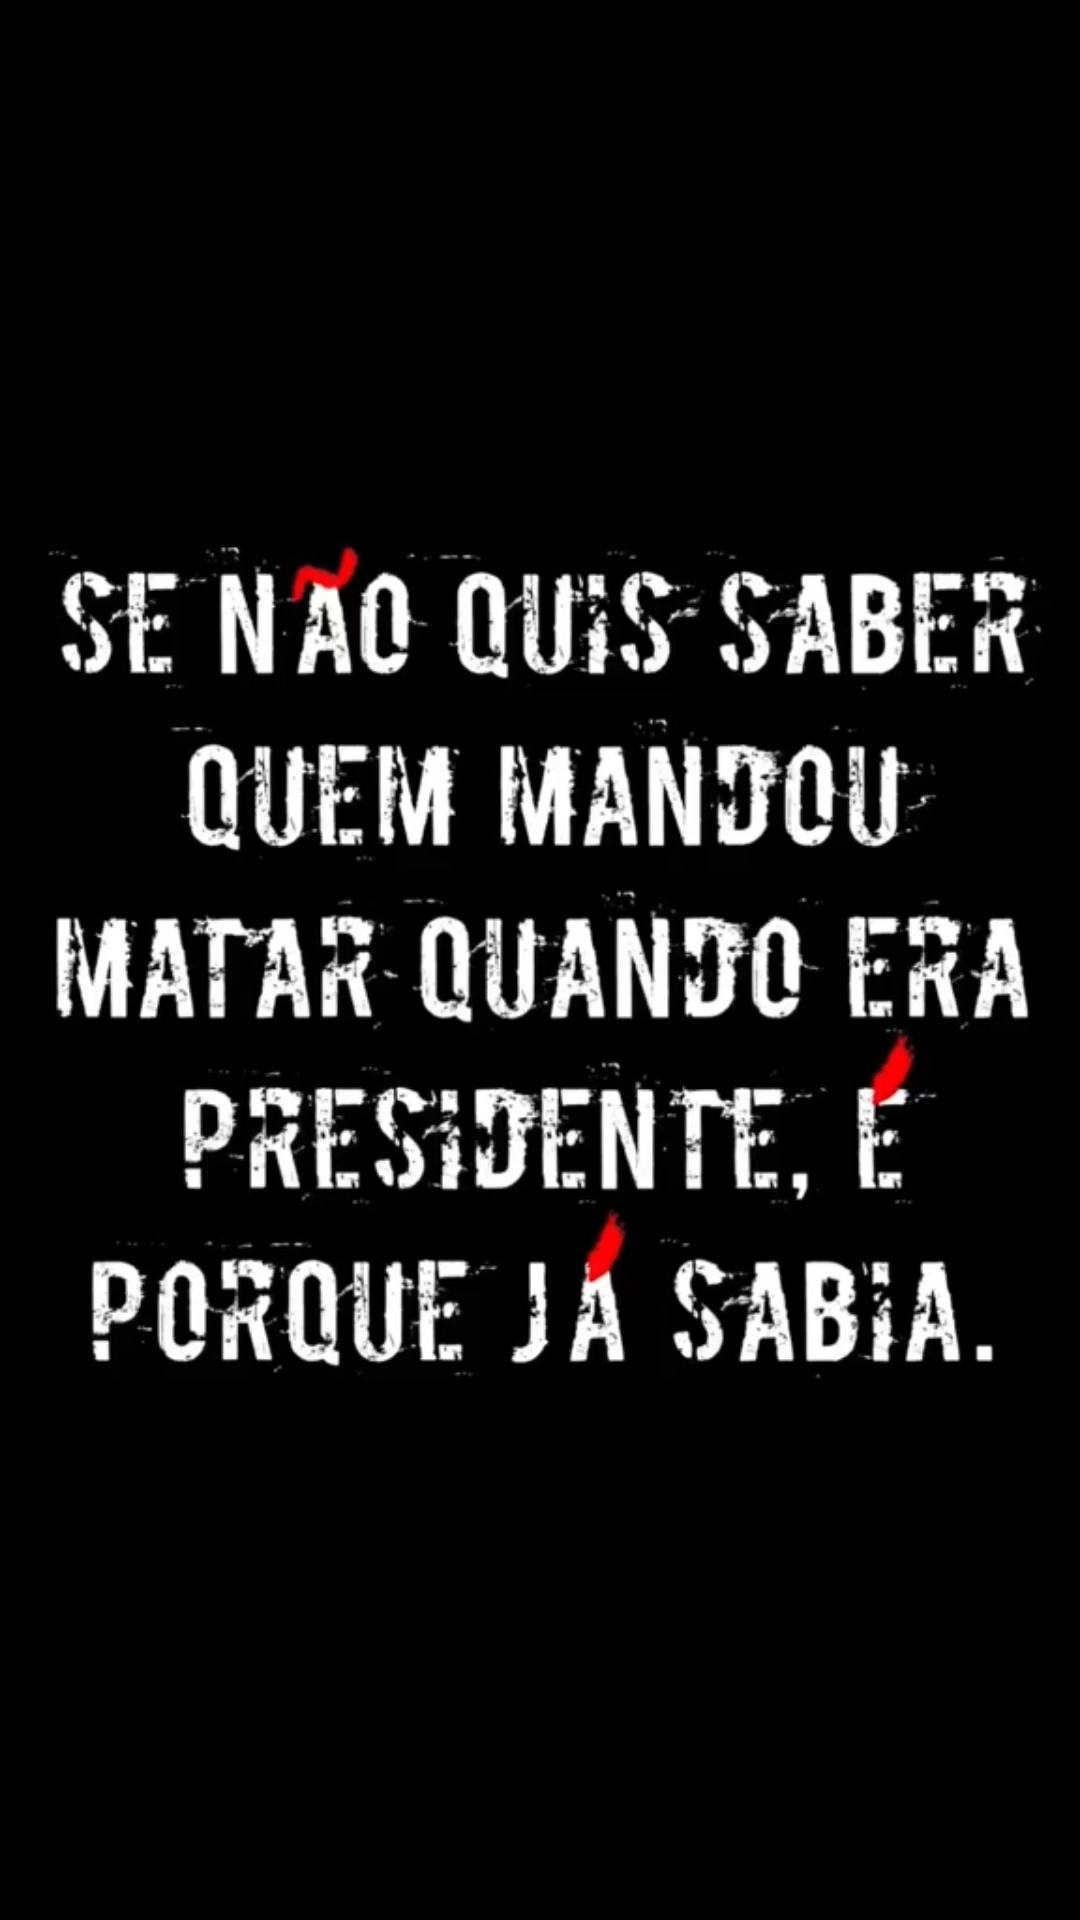 SE NÃO QUIS SABER
QUEM MANDOU
MATAR QUANDO ERA
PRESIDENTE, É
PORQUE JÁ SABIA.